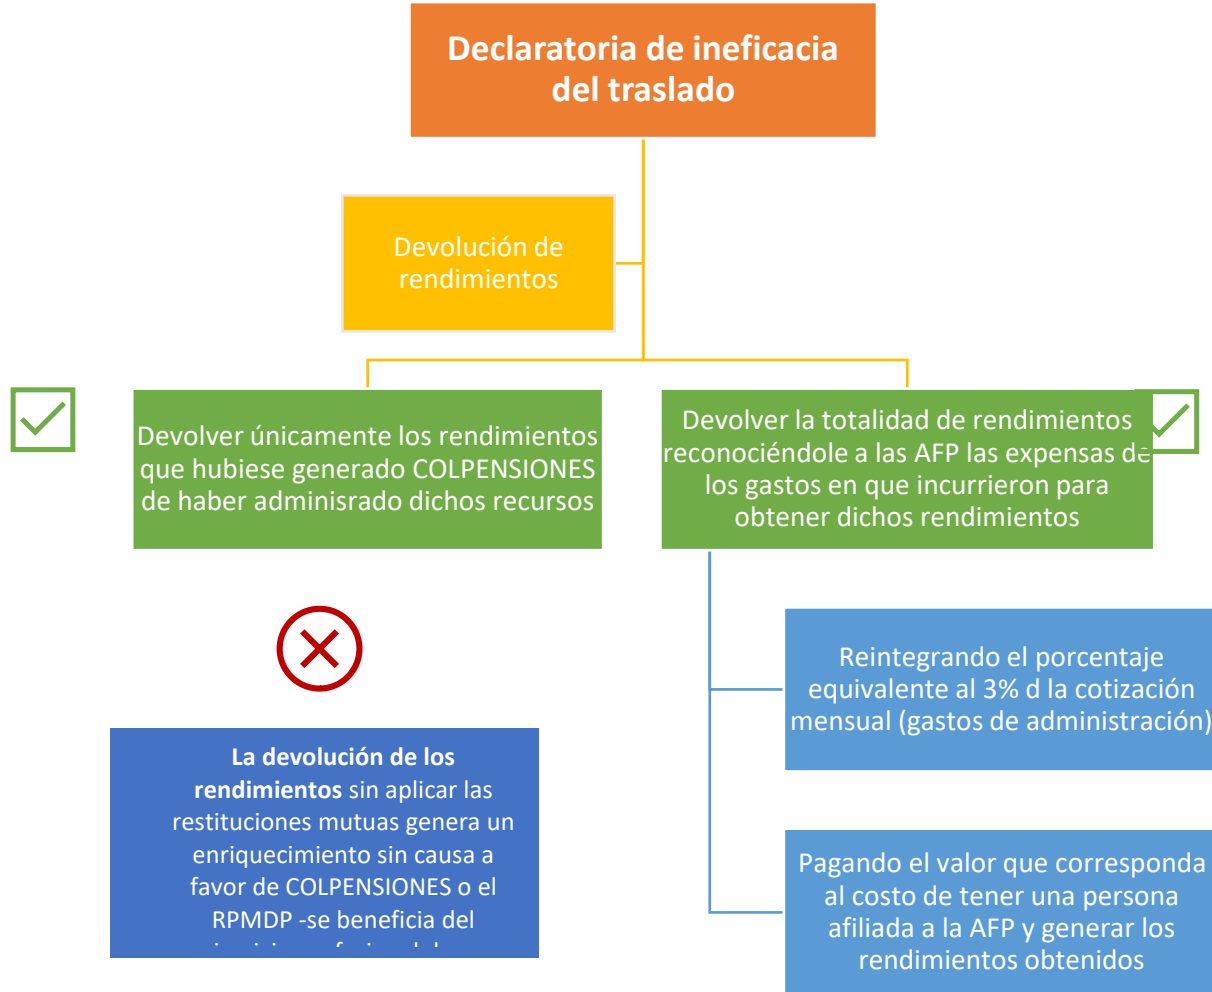 Declaratoria de ineficacia
del traslado
Devolución de
rendimientos
Devolver únicamente los rendimientos
que hubiese generado COLPENSIONES
de haber adminisrado dichos recursos
Devolver la totalidad de rendimientos
reconociéndole a las AFP las expensas de
los gastos en que incurrieron para
obtener dichos rendimientos
Reintegrando el porcentaje
equivalente al 3% d la cotización
mensual (gastos de administración)
La devolución de los
rendimientos sin aplicar las
restituciones mutuas genera un
enriquecimiento sin causa a
favor de COLPENSIONES o el
RPMDP -se beneficia del
Pagando el valor que corresponda
al costo de tener una persona
afiliada a la AFP y generar los
rendimientos obtenidos